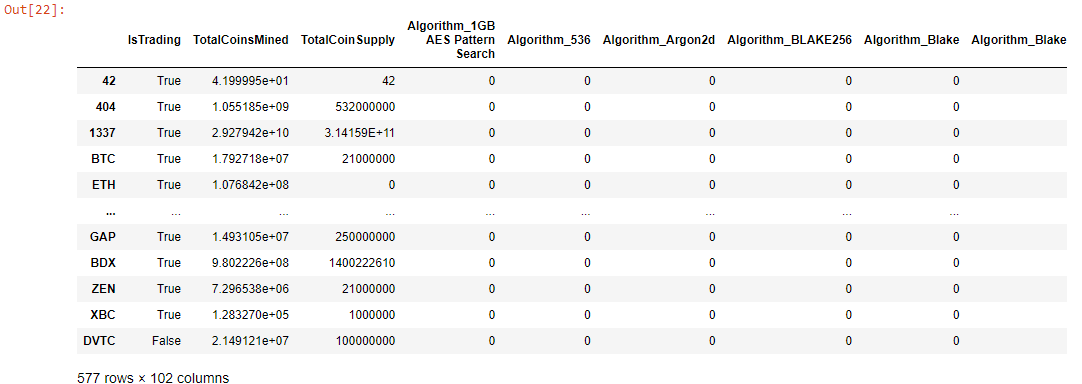 Out[22]:
Algorithm_1GB
AES Pattern
Search
IsTrading TotalCoinsMined TotalCoinSupply Algorithm_536 Algorithm_Argon2d Algorithm_BLAKE256 Algorithm_Blake Algorithm_Blake
42 True 4.199995e+01 42 0 0 0 0 0
404 True 1.055185e+09 532000000 0 0 0 0 0
1337 True 2.927942e+10 3.14159E+11 0 0 0 0 0
BTC True 1.792718e+07 21000000 0 0 0 0 0
ETH True 1.076842e+08 0 0 0 0 0 0
... ... ... ... ... ... ... ... ...
GAP True 1.493105e+07 250000000 0 0 0 0 0
BDX True 9.802226e+08 1400222610 0 0 0 0 0
ZEN True 7.296538e+06 21000000 0 0 0 0 0
XBC True 1.283270e+05 1000000 0 0 0 0 0
DVTC False 2.149121e+07 100000000 0 0 0 0 0
577 rows × 102 columns